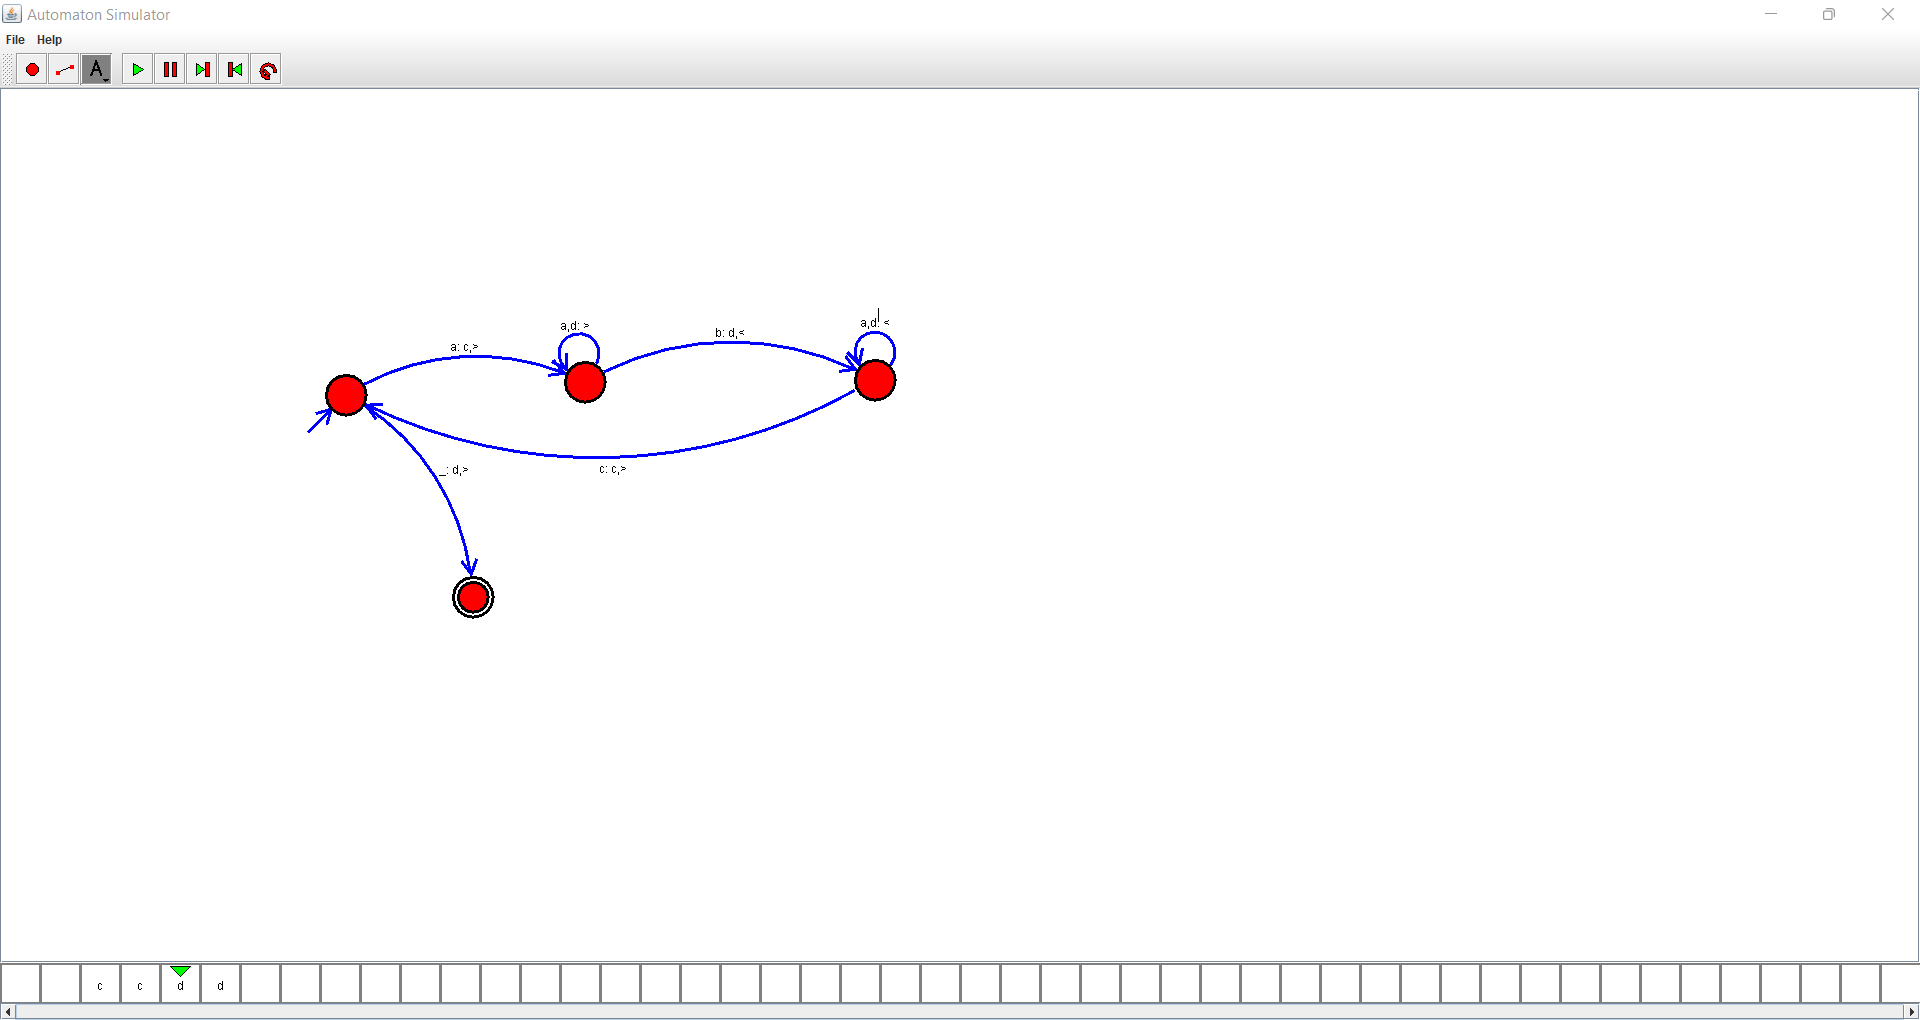 Automaton Simulator
File Help
A
a,d: <
a,d: >
b: d,<
a: c,>
_: d,>
c: c,>
c c d d